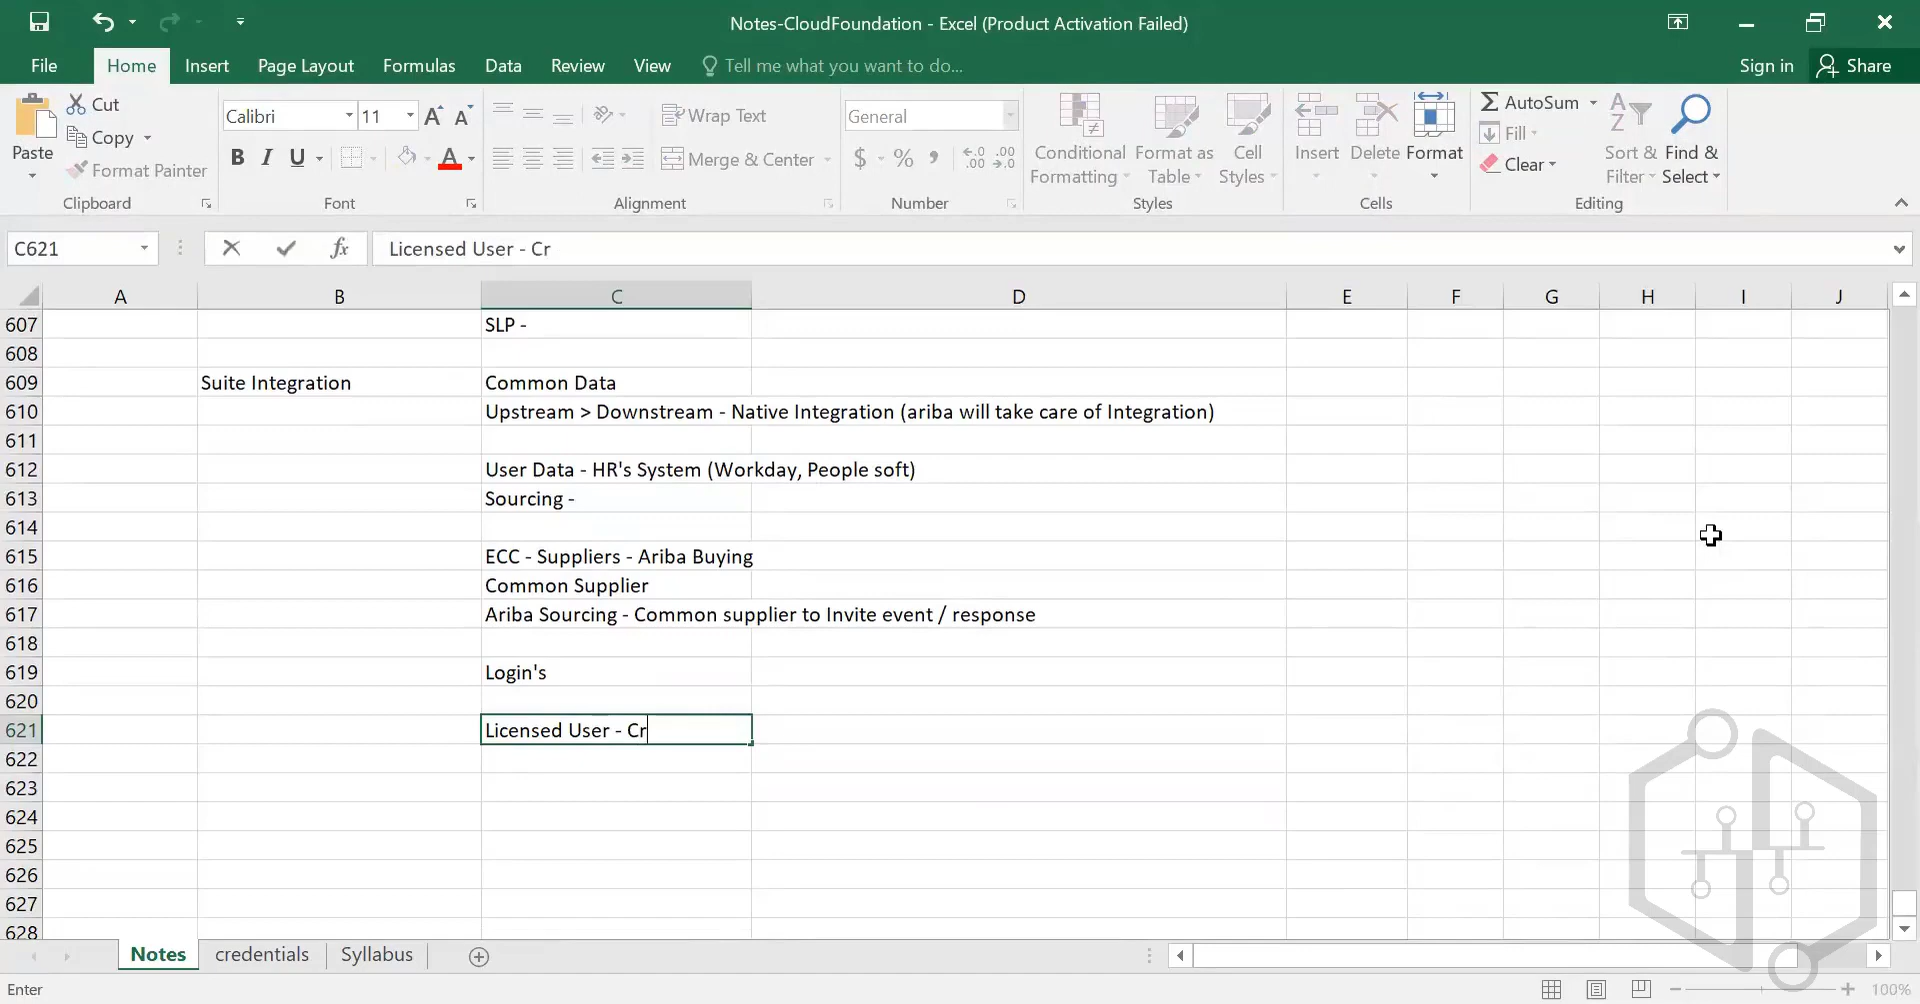 Notes-CloudFoundation - Excel (Product Activation Failed)
File Home Insert Page Layout Formulas Data Review View Tell me what you want to do... Sign in Share
Paste
Cut
Copy
Format Painter
Clipboard
Calibri 11
B I U
Font
Wrap Text
Merge & Center
Alignment
General
$ % ,
Number
Conditional Formatting
Format as Table
Cell Styles
Styles
Insert Delete Format
Cells
AutoSum
Fill
Clear
Sort & Filter
Find & Select
Editing
C621 fx Licensed User - Cr
A B C D E F G H I J
607 SLP -
608
609 Suite Integration Common Data
610 Upstream > Downstream - Native Integration (ariba will take care of Integration)
611
612 User Data - HR's System (Workday, People soft)
613 Sourcing -
614
615 ECC - Suppliers - Ariba Buying
616 Common Supplier
617 Ariba Sourcing - Common supplier to Invite event / response
618
619 Login's
620
621 Licensed User - Cr
622
623
624
625
626
627
628
Notes credentials Syllabus
Enter 100%